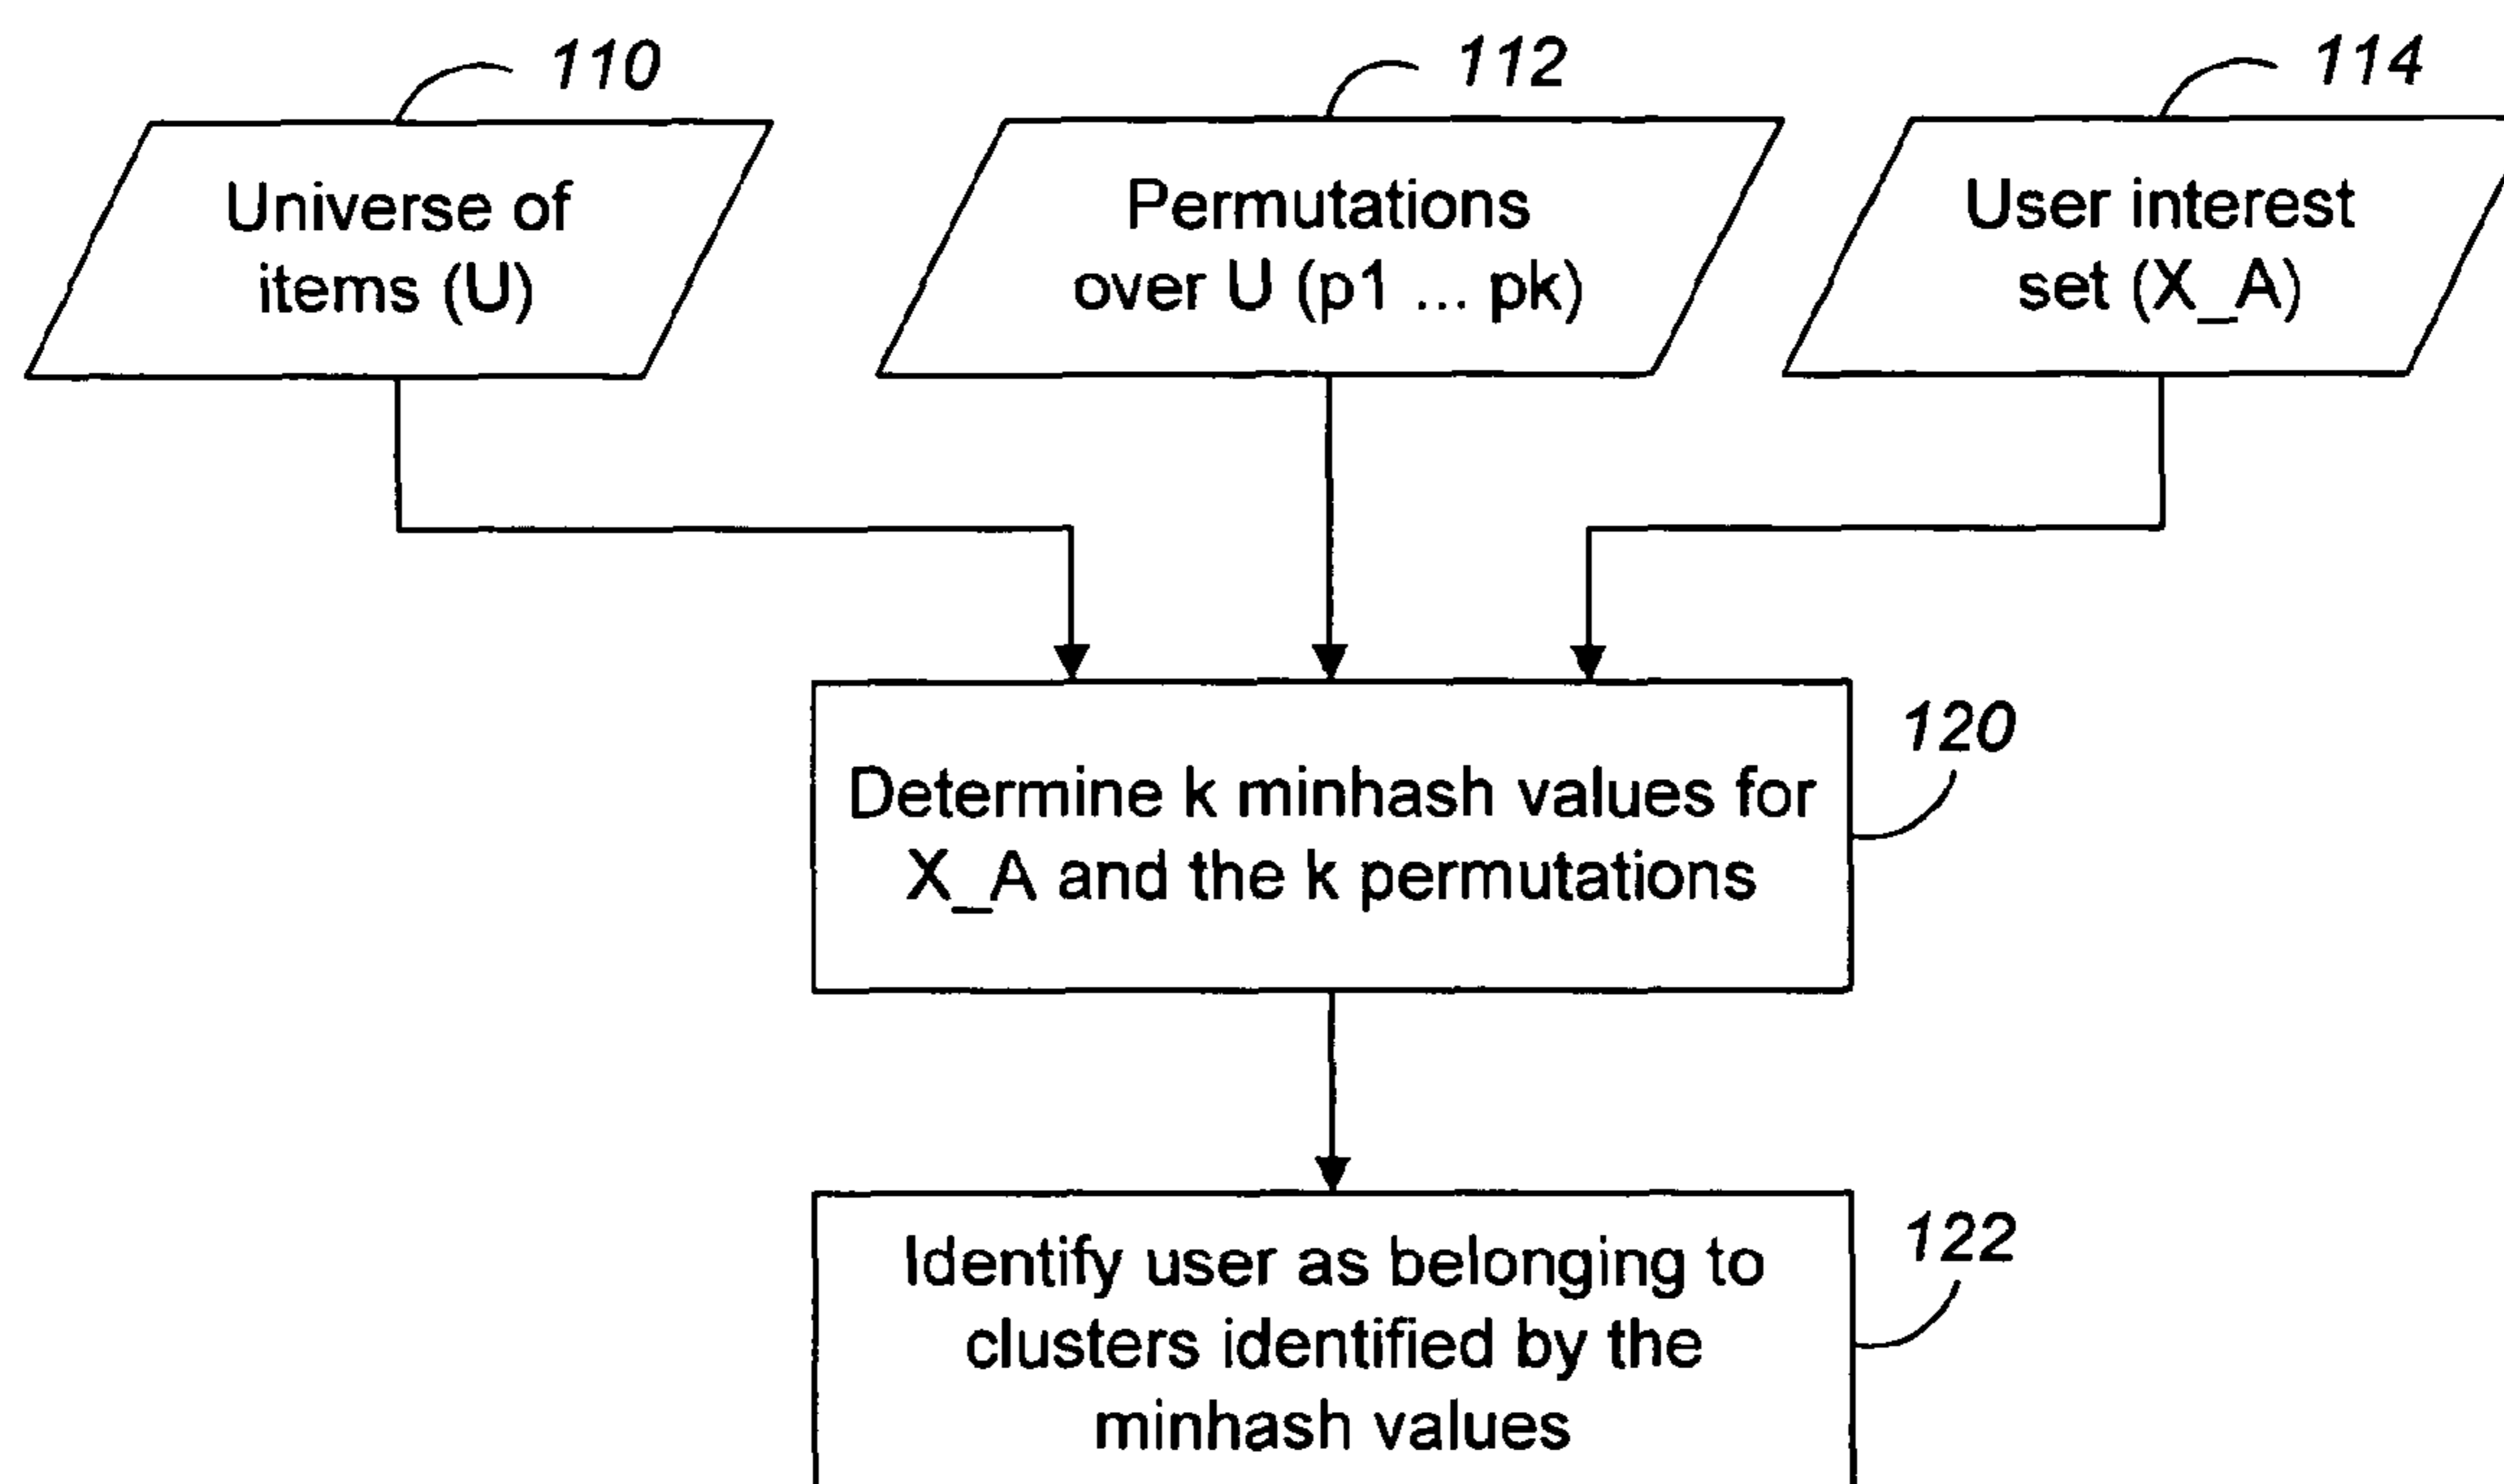 110
112
114
Universe of
items (U)
Permutations
over U (p1 ... pk)
User interest
set (X_A)
120
Determine k minhash values for
X_A and the k permutations
122
Identify user as belonging to
clusters identified by the
minhash values